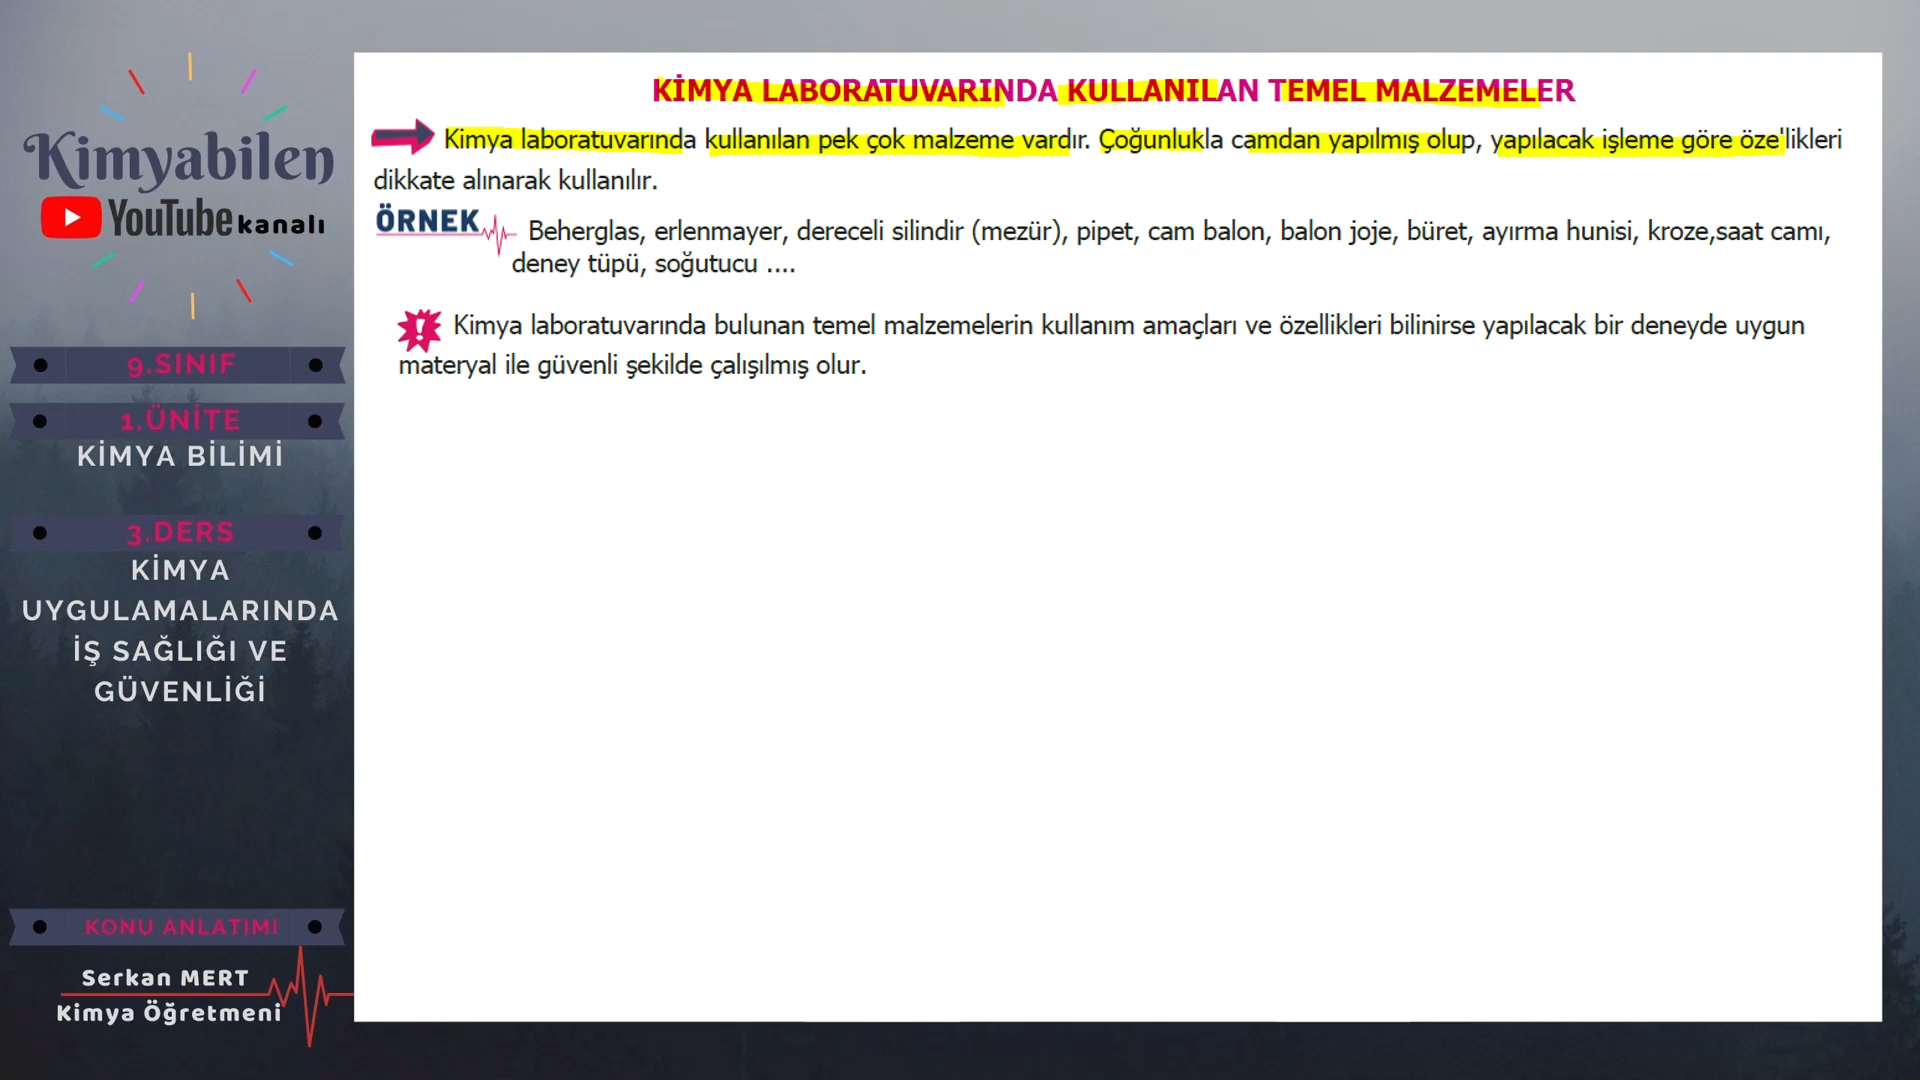 Kimyabilen
YouTube kanalı
9.SINIF
1.ÜNİTE
KİMYA BİLİMİ
3.DERS
KİMYA
UYGULAMALARINDA
İŞ SAĞLIĞI VE
GÜVENLİĞİ
KONU ANLATIMI
Serkan MERT
Kimya Öğretmeni
KİMYA LABORATUVARINDA KULLANILAN TEMEL MALZEMELER
Kimya laboratuvarında kullanılan pek çok malzeme vardır. Çoğunlukla camdan yapılmış olup, yapılacak işleme göre öze'likleri
dikkate alınarak kullanılır.
ÖRNEK Beherglas, erlenmayer, dereceli silindir (mezür), pipet, cam balon, balon joje, büret, ayırma hunisi, kroze,saat camı,
deney tüpü, soğutucu ....
! Kimya laboratuvarında bulunan temel malzemelerin kullanım amaçları ve özellikleri bilinirse yapılacak bir deneyde uygun
materyal ile güvenli şekilde çalışılmış olur.